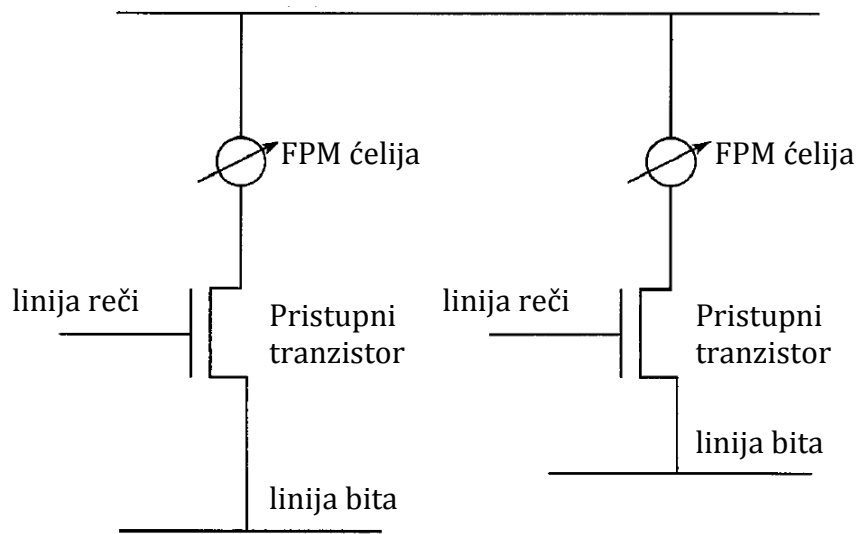 FPM ćelija
FPM ćelija
linija reči
Pristupni
tranzistor
linija reči
Pristupni
tranzistor
linija bita
linija bita